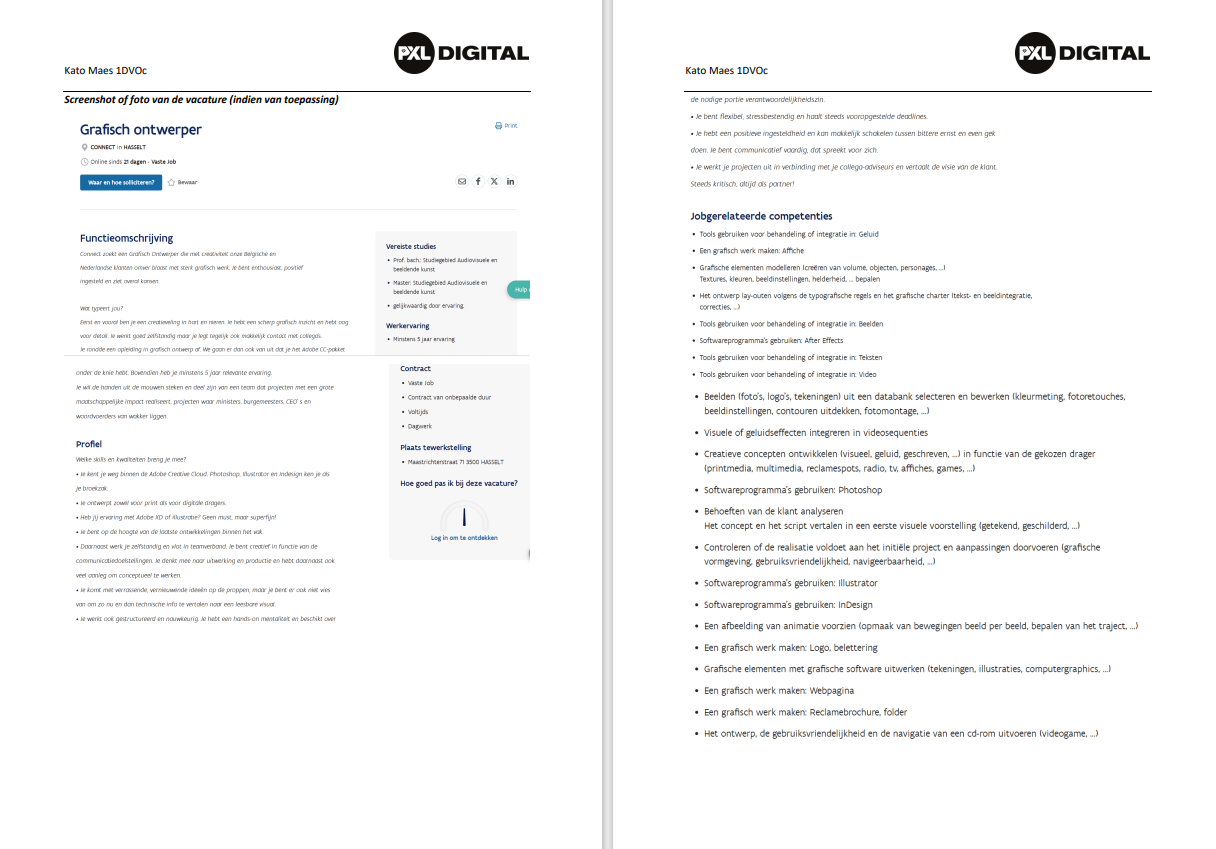 PXL DIGITAL
Kato Maes 1DVOc
Screenshot of foto van de vacature (indien van toepassing)
Grafisch ontwerper
Print
CONNECT in HASSELT
Online sinds 21 dagen - Vaste Job
Waar en hoe solliciteren?
Bewaar
Functieomschrijving
Connect zoekt een Grafisch Ontwerper die met creativiteit onze Belgische en
Nederlandse klanten omver blaast met sterk grafisch werk. Je bent enthousiast, positief
ingesteld en ziet overal kansen.
Wat typeert jou?
Eerst en vooral ben je een creatieveling in hart en nieren. Je hebt een scherp grafisch inzicht en hebt oog
voor detail. Je werkt goed zelfstandig maar je legt tegelijk ook makkelijk contact met collega's.
Je rondde een opleiding in grafisch ontwerp af. We gaan er dan ook van uit dat je het Adobe CC-pakket
Vereiste studies
• Prof. bach.: Studiegebied Audiovisuele en
beeldende kunst
• Master: Studiegebied Audiovisuele en
beeldende kunst
• gelijkwaardig door ervaring.
Hulp
Werkervaring
• Minstens 5 jaar ervaring
onder de knie hebt. Bovendien heb je minstens 5 jaar relevante ervaring.
Je wil de handen uit de mouwen steken en deel zijn van een team dat projecten met een grote
maatschappelijke impact realiseert, projecten waar ministers, burgemeesters, CEO' s en
woordvoerders van wakker liggen.
Profiel
Welke skills en kwaliteiten breng je mee?
• Je kent je weg binnen de Adobe Creative Cloud. Photoshop, Illustrator en Indesign ken je als
je broekzak.
• Je ontwerpt zowel voor print als voor digitale dragers.
• Heb jij ervaring met Adobe XD of illustratie? Geen must, maar superfijn!
• Je bent op de hoogte van de laatste ontwikkelingen binnen het vak.
• Daarnaast werk je zelfstandig en vlot in teamverband. Je bent creatief in functie van de
communicatiedoelstellingen. Je denkt mee naar uitwerking en productie en hebt daarnaast ook
veel aanleg om conceptueel te werken.
• Je komt met verrassende, vernieuwende ideeën op de proppen, maar je bent er ook niet vies
van om zo nu en dan technische info te vertalen naar een leesbare visual.
• Je werkt ook gestructureerd en nauwkeurig. Je hebt een hands-on mentaliteit en beschikt over
Contract
• Vaste Job
• Contract van onbepaalde duur
• Voltijds
• Dagwerk
Plaats tewerkstelling
• Maastrichterstraat 71 3500 HASSELT
Hoe goed pas ik bij deze vacature?
Log in om te ontdekken
PXL DIGITAL
Kato Maes 1DVOc
de nodige portie verantwoordelijkheidszin.
• Je bent flexibel, stressbestendig en haalt steeds vooropgestelde deadlines.
• Je hebt een positieve ingesteldheid en kan makkelijk schakelen tussen bittere ernst en even gek
doen. Je bent communicatief vaardig, dat spreekt voor zich.
• Je werkt je projecten uit in verbinding met je collega-adviseurs en vertaalt de visie van de klant.
Steeds kritisch, altijd als partner!
Jobgerelateerde competenties
• Tools gebruiken voor behandeling of integratie in: Geluid
• Een grafisch werk maken: Affiche
• Grafische elementen modelleren (creëren van volume, objecten, personages, ...)
Texturen, kleuren, beeldinstellingen, helderheid, ... bepalen
• Het ontwerp lay-outen volgens de typografische regels en het grafische charter (tekst- en beeldintegratie,
correcties, ...)
• Tools gebruiken voor behandeling of integratie in: Beelden
• Softwareprogramma's gebruiken: After Effects
• Tools gebruiken voor behandeling of integratie in: Teksten
• Tools gebruiken voor behandeling of integratie in: Video
• Beelden (foto's, logo's, tekeningen) uit een databank selecteren en bewerken (kleurmeting, fotoretouches,
beeldinstellingen, contouren uitdekken, fotomontage, ...)
• Visuele of geluidseffecten integreren in videosequenties
• Creatieve concepten ontwikkelen (visueel, geluid, geschreven, ...) in functie van de gekozen drager
(printmedia, multimedia, reclamespots, radio, tv, affiches, games, ...)
• Softwareprogramma's gebruiken: Photoshop
• Behoeften van de klant analyseren
Het concept en het script vertalen in een eerste visuele voorstelling (getekend, geschilderd, ...)
• Controleren of de realisatie voldoet aan het initiële project en aanpassingen doorvoeren (grafische
vormgeving, gebruiksvriendelijkheid, navigeerbaarheid, ...)
• Softwareprogramma's gebruiken: Illustrator
• Softwareprogramma's gebruiken: InDesign
• Een afbeelding van animatie voorzien (opmaak van bewegingen beeld per beeld, bepalen van het traject, ...)
• Een grafisch werk maken: Logo, belettering
• Grafische elementen met grafische software uitwerken (tekeningen, illustraties, computergraphics, ...)
• Een grafisch werk maken: Webpagina
• Een grafisch werk maken: Reclamebrochure, folder
• Het ontwerp, de gebruiksvriendelijkheid en de navigatie van een cd-rom uitvoeren (videogame, ...)